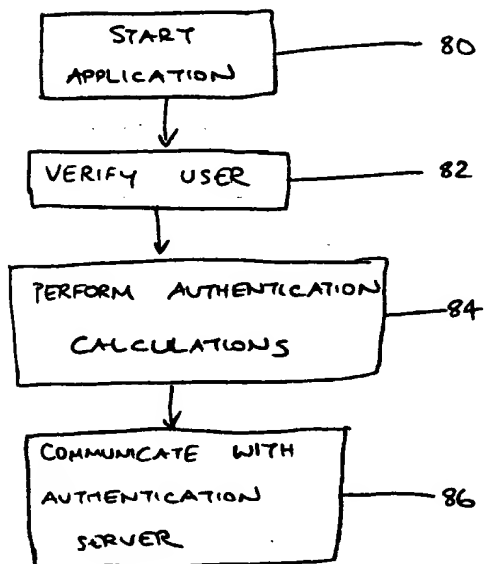 START
APPLICATION
80
VERIFY USER
82
PERFORM AUTHENTICATION
CALCULATIONS
84
COMMUNICATE WITH
AUTHENTICATION
SERVER
86